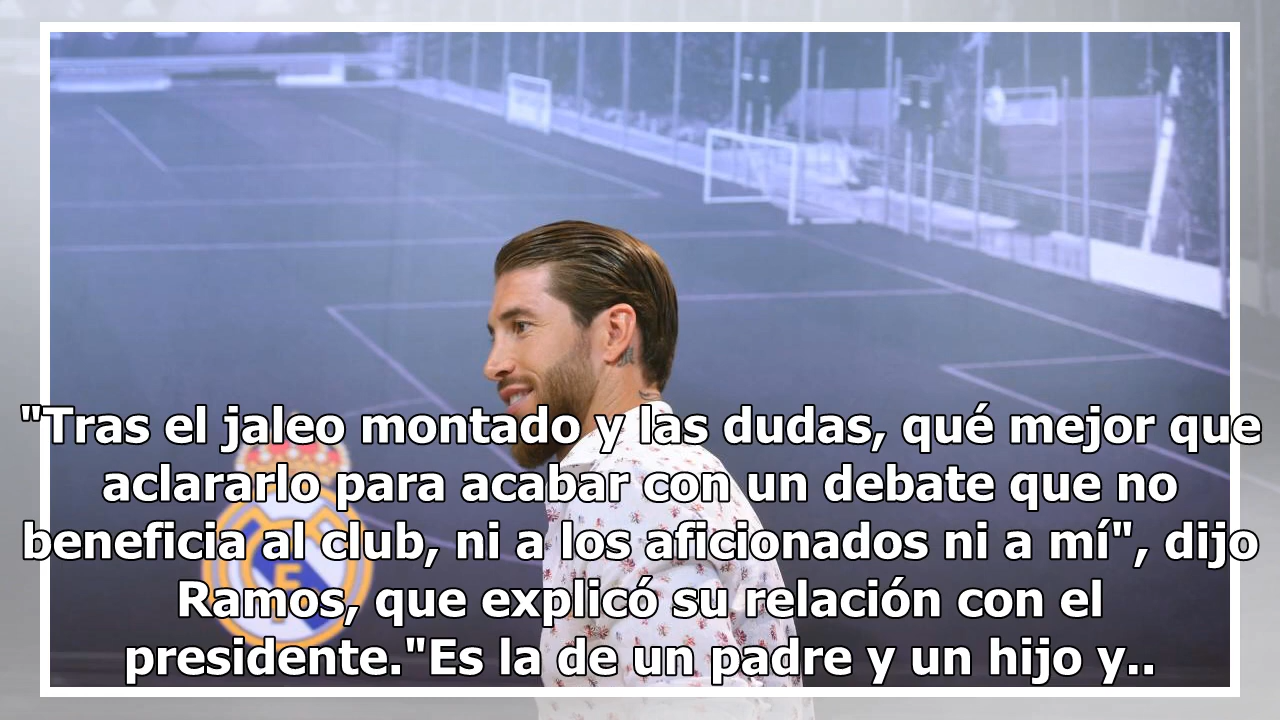 "Tras el jaleo montado y las dudas, qué mejor que
aclararlo para acabar con un debate que no
beneficia al club, ni a los aficionados ni a mí", dijo
Ramos, que explicó su relación con el
presidente."Es la de un padre y un hijo y..